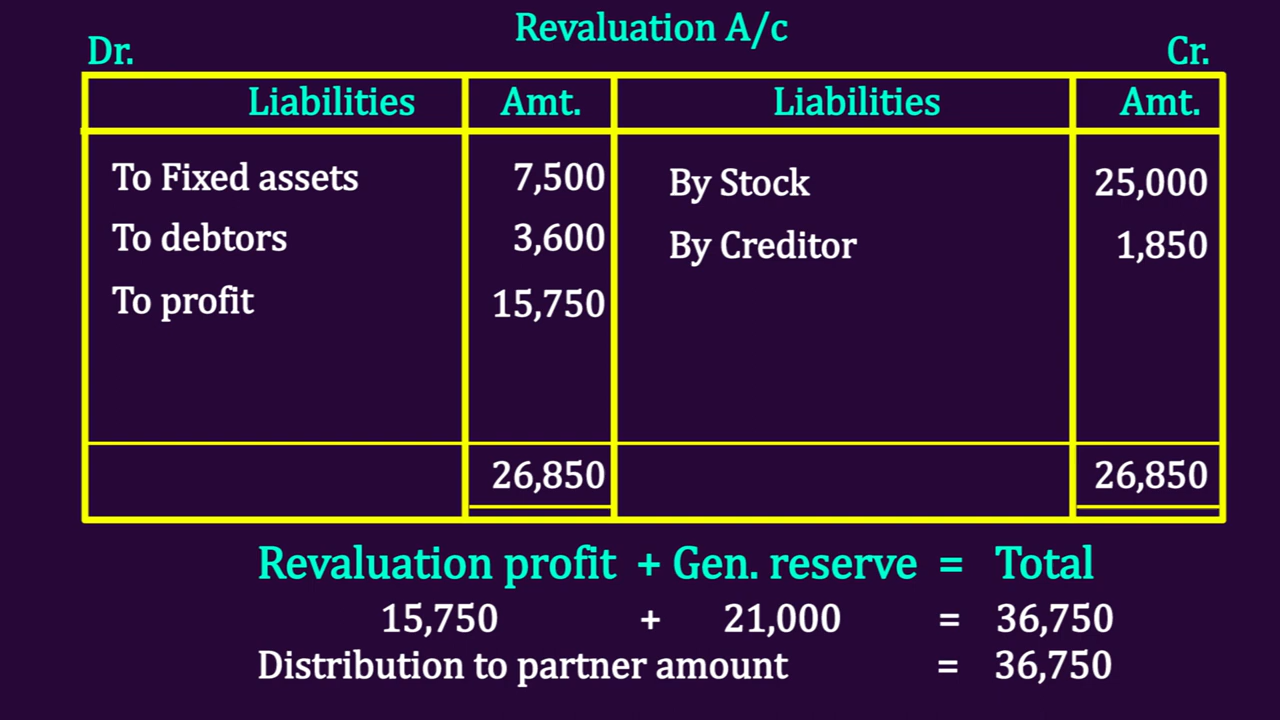 Revaluation A/c
Dr. Cr.
Liabilities Amt. Liabilities Amt.
To Fixed assets 7,500 By Stock 25,000
To debtors 3,600 By Creditor 1,850
To profit 15,750
26,850 26,850
Revaluation profit + Gen. reserve = Total
15,750 + 21,000 = 36,750
Distribution to partner amount = 36,750